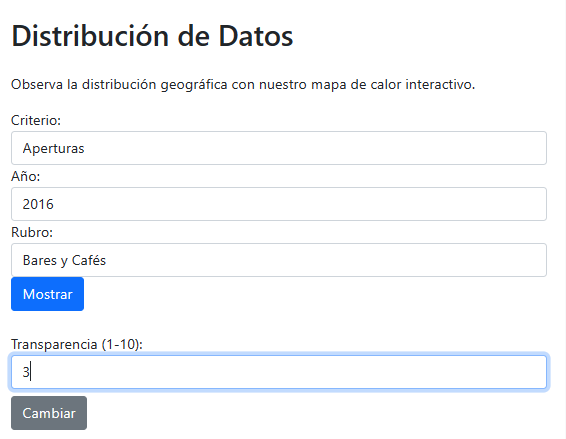 Distribución de Datos
Observa la distribución geográfica con nuestro mapa de calor interactivo.
Criterio:
Aperturas
Año:
2016
Rubro:
Bares y Cafés
Mostrar
Transparencia (1-10):
3
Cambiar